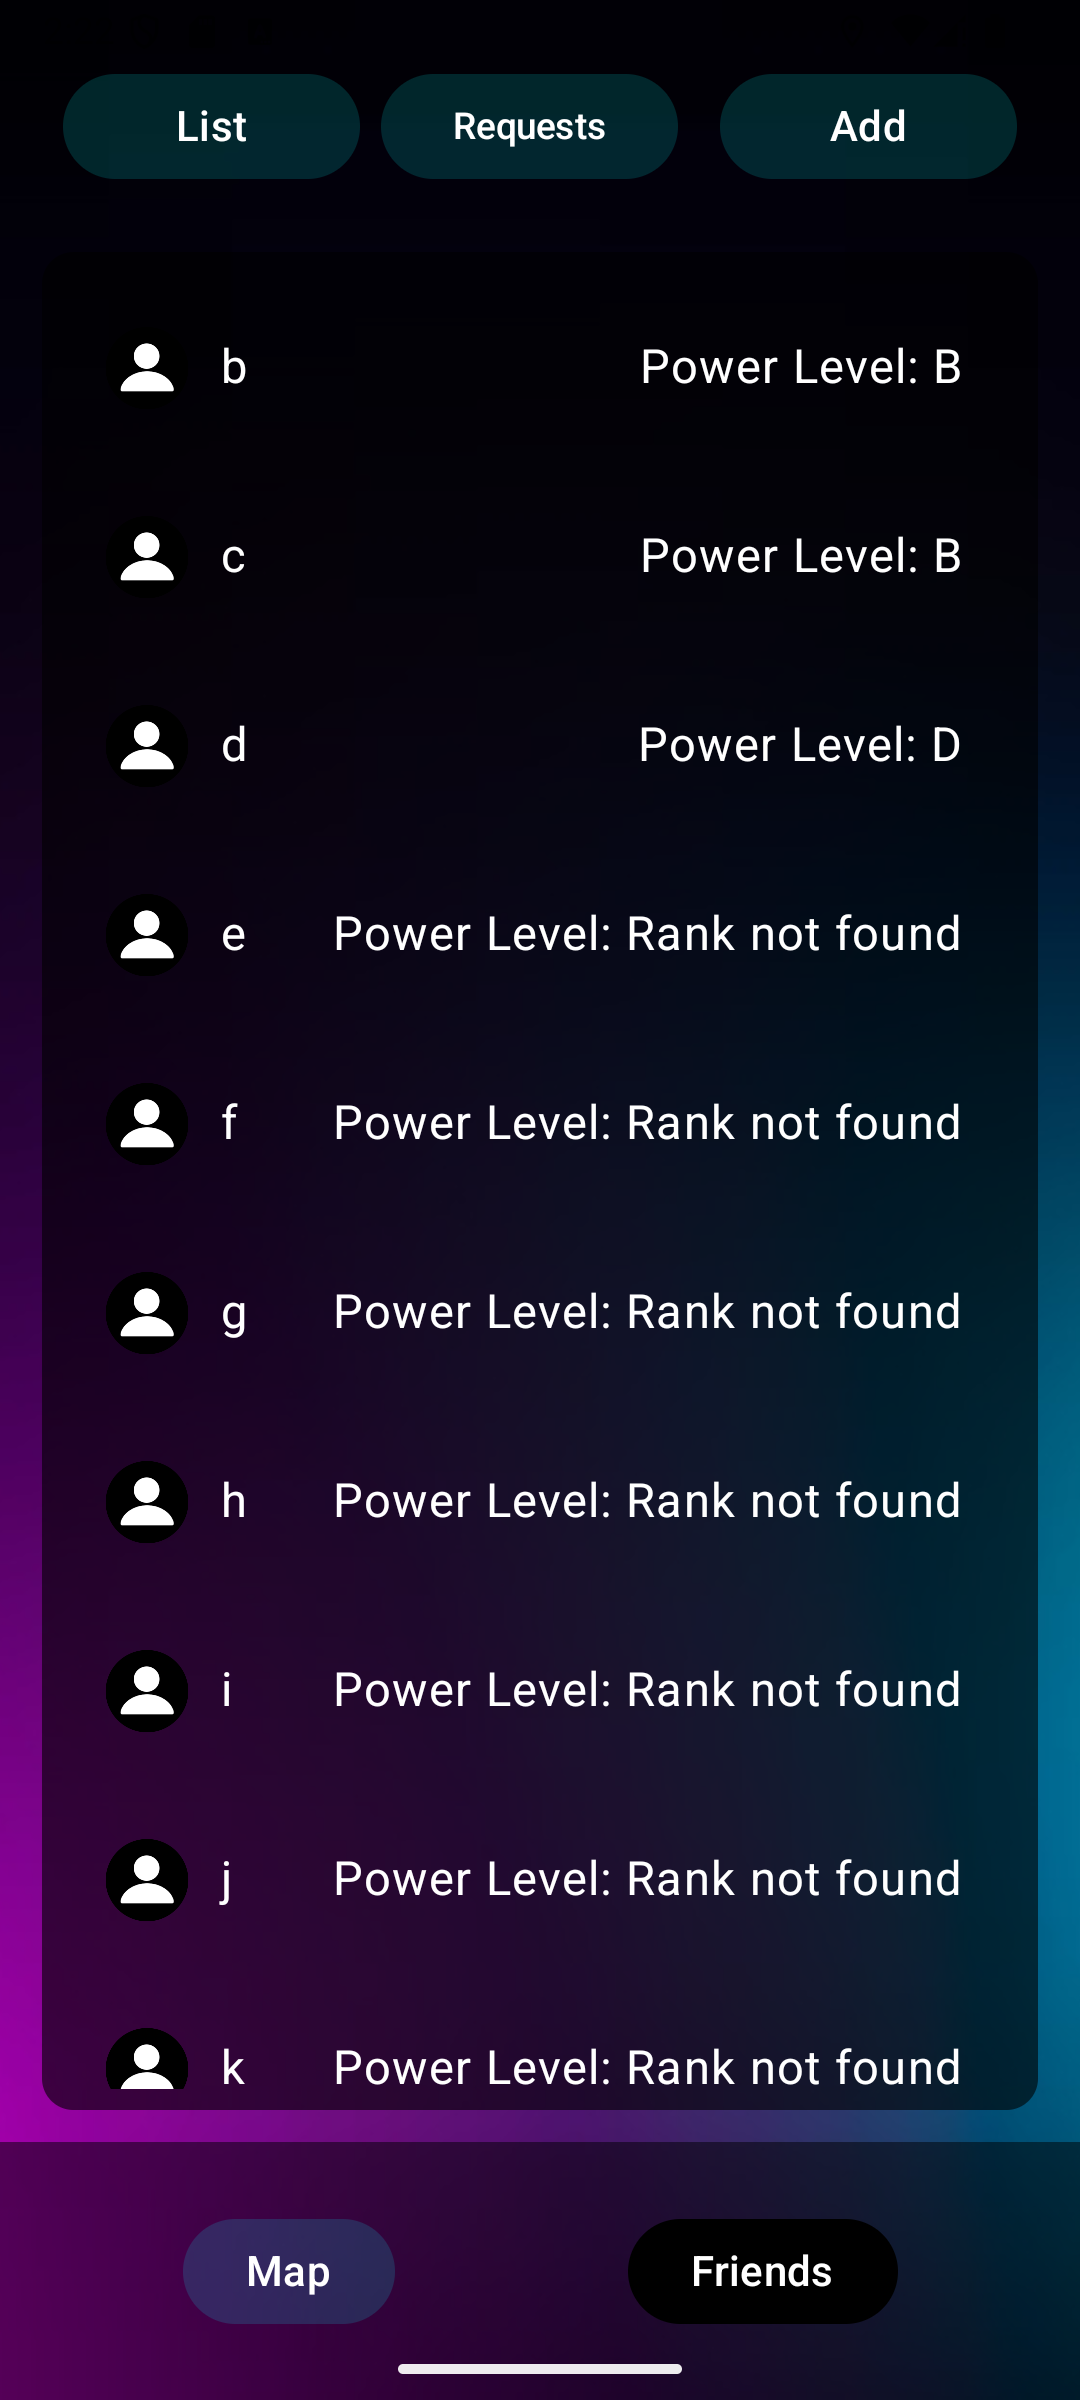 List Requests Add
b Power Level: B
c Power Level: B
d Power Level: D
e Power Level: Rank not found
f Power Level: Rank not found
g Power Level: Rank not found
h Power Level: Rank not found
i Power Level: Rank not found
j Power Level: Rank not found
k Power Level: Rank not found
Map Friends